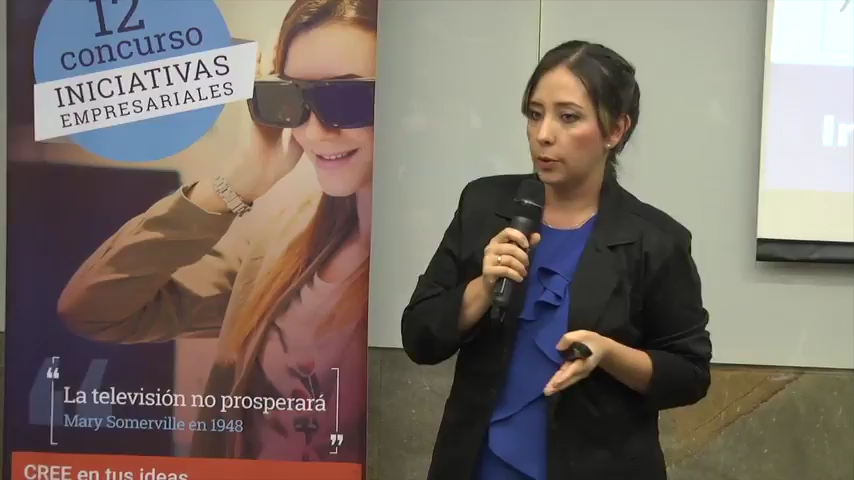 12
concurso
INICIATIVAS
EMPRESARIALES
“
La televisión no prosperará
Mary Somerville en 1948
”
CREE en tus ideas